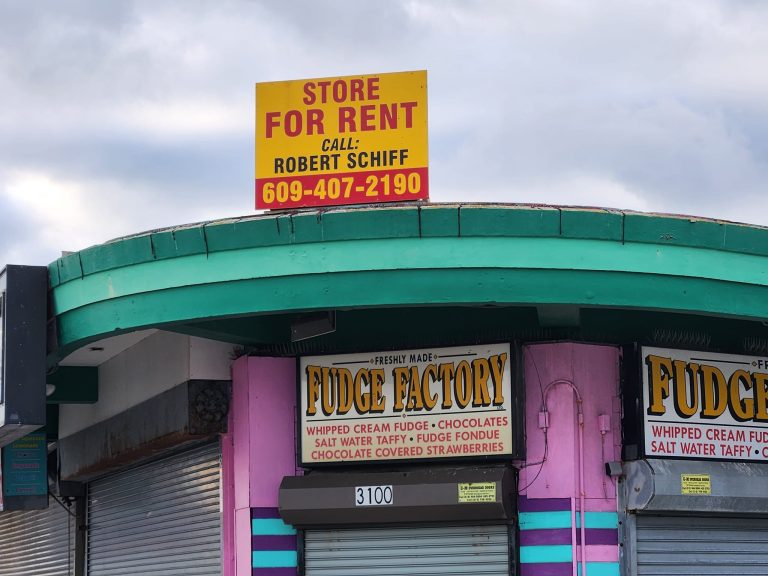 STORE
FOR RENT
CALL:
ROBERT SCHIFF
609-407-2190
FRESHLY MADE
FUDGE FACTORY
WHIPPED CREAM FUDGE • CHOCOLATES
SALT WATER TAFFY • FUDGE FONDUE
CHOCOLATE COVERED STRAWBERRIES
3100
FUDGE
WHIPPED CREAM FUD
SALT WATER TAFFY • C